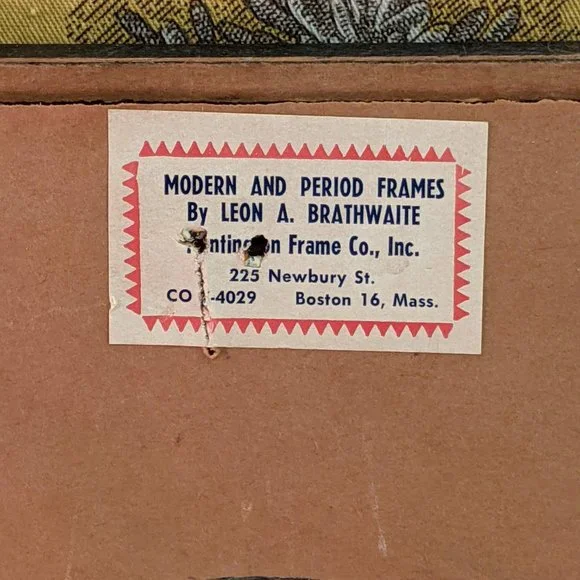 MODERN AND PERIOD FRAMES
By LEON A. BRATHWAITE
Frame Co., Inc.
225 Newbury St.
CO -4029 Boston 16, Mass.